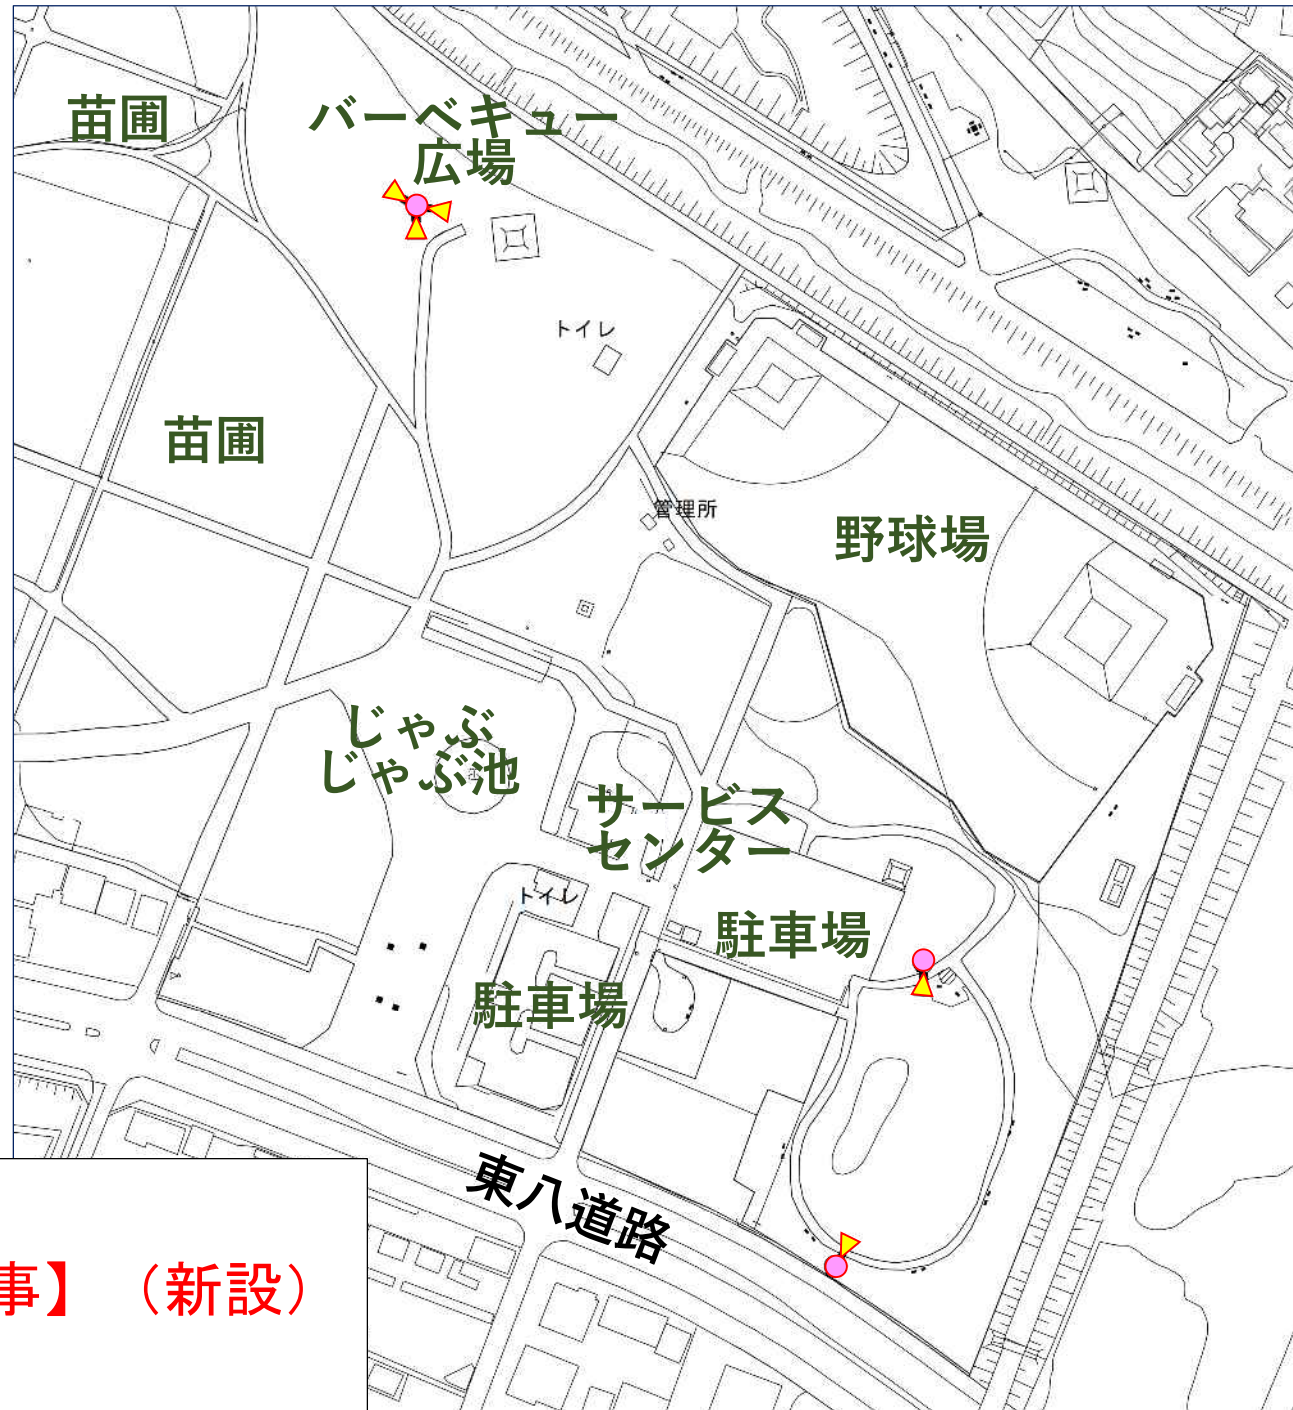 苗圃
バーベキュー
広場
トイレ
苗圃
管理所
野球場
じゃぶ
じゃぶ池
サービス
センター
トイレ
駐車場
駐車場
東八道路
事】（新設）